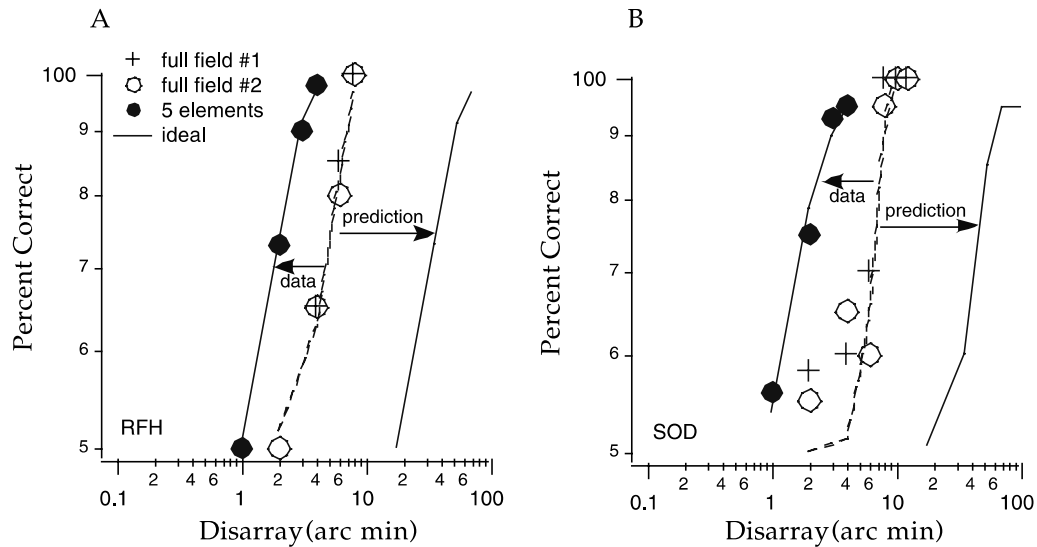 A
+ full field #1
full field #2
5 elements
ideal
Percent Correct
100
9
8
7
6
5
data
prediction
RFH
0.1
2
4
6
1
2
4
6
10
2
4
6
100
Disarray (arc min)
B
Percent Correct
100
9
8
7
6
5
data
prediction
SOD
0.1
2
4
6
1
2
4
6
10
2
4
6
100
Disarray (arc min)